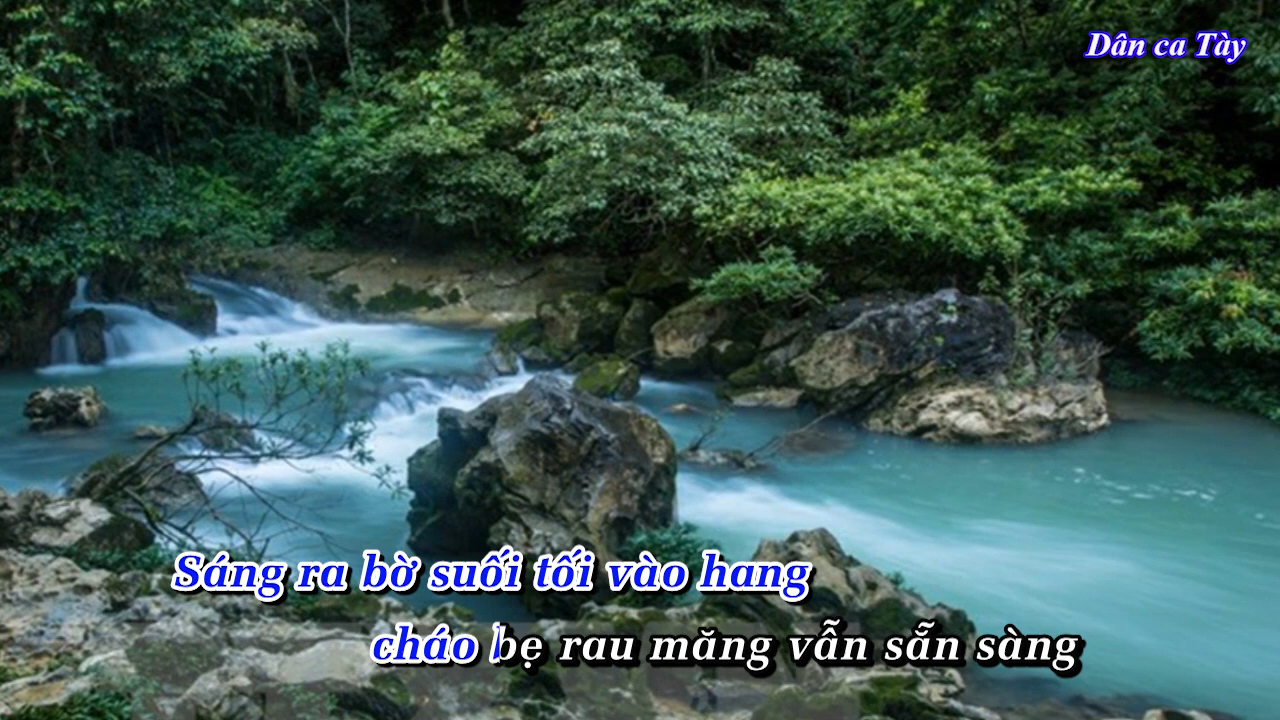 Dân ca Tày
Sáng ra bờ suối tối vào hang
cháo bẹ rau măng vẫn sẵn sàng